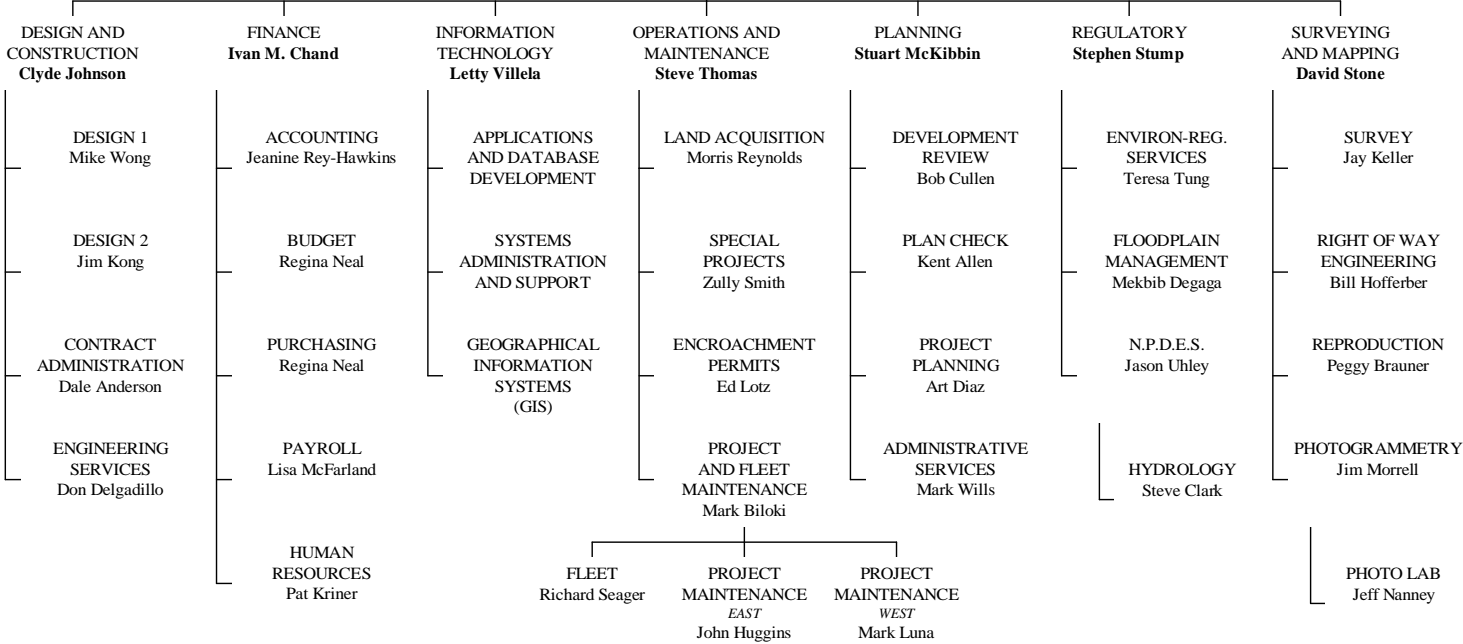 DESIGN AND
CONSTRUCTION
Clyde Johnson
DESIGN 1
Mike Wong
DESIGN 2
Jim Kong
CONTRACT
ADMINISTRATION
Dale Anderson
ENGINEERING
SERVICES
Don Delgadillo
FINANCE
Ivan M. Chand
ACCOUNTING
Jeanine Rey-Hawkins
BUDGET
Regina Neal
PURCHASING
Regina Neal
PAYROLL
Lisa McFarland
HUMAN
RESOURCES
Pat Kriner
INFORMATION
TECHNOLOGY
Letty Villela
APPLICATIONS
AND DATABASE
DEVELOPMENT
SYSTEMS
ADMINISTRATION
AND SUPPORT
GEOGRAPHICAL
INFORMATION
SYSTEMS
(GIS)
OPERATIONS AND
MAINTENANCE
Steve Thomas
LAND ACQUISITION
Morris Reynolds
SPECIAL
PROJECTS
Zully Smith
ENCROACHMENT
PERMITS
Ed Lotz
PROJECT
AND FLEET
MAINTENANCE
Mark Biloki
FLEET
Richard Seager
PROJECT
MAINTENANCE
EAST
John Huggins
PROJECT
MAINTENANCE
WEST
Mark Luna
PLANNING
Stuart McKibbin
DEVELOPMENT
REVIEW
Bob Cullen
PLAN CHECK
Kent Allen
PROJECT
PLANNING
Art Diaz
ADMINISTRATIVE
SERVICES
Mark Wills
REGULATORY
Stephen Stump
ENVIRON-REG.
SERVICES
Teresa Tung
FLOODPLAIN
MANAGEMENT
Mekbib Degaga
N.P.D.E.S.
Jason Uhley
HYDROLOGY
Steve Clark
SURVEYING
AND MAPPING
David Stone
SURVEY
Jay Keller
RIGHT OF WAY
ENGINEERING
Bill Hofferber
REPRODUCTION
Peggy Brauner
PHOTOGRAMMETRY
Jim Morrell
PHOTO LAB
Jeff Nanney